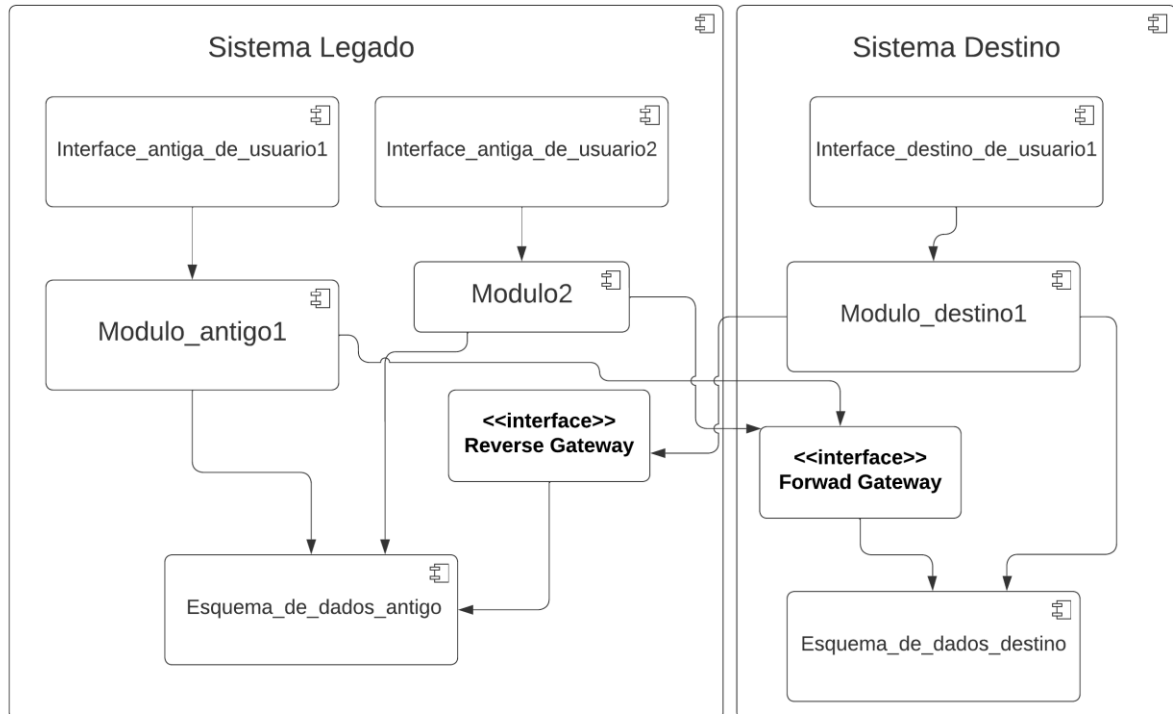 Sistema Legado
Sistema Destino
Interface_antiga_de_usuario1
Interface_antiga_de_usuario2
Interface_destino_de_usuario1
Modulo_antigo1
Modulo2
Modulo_destino1
<<interface>>
Reverse Gateway
<<interface>>
Forwad Gateway
Esquema_de_dados_antigo
Esquema_de_dados_destino